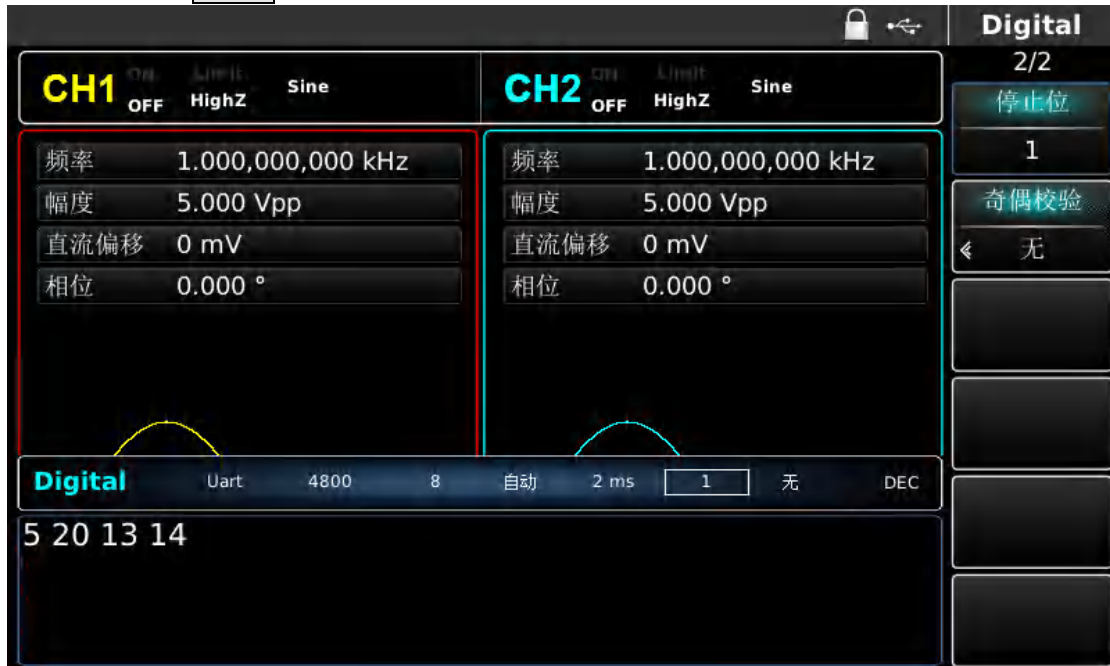 Digital
2/2
CH1 ON OFF Limit HighZ Sine
CH2 ON OFF Limit HighZ Sine
停止位
1
奇偶校验
无
频率 1.000,000,000 kHz
幅度 5.000 Vpp
直流偏移 0 mV
相位 0.000 °
频率 1.000,000,000 kHz
幅度 5.000 Vpp
直流偏移 0 mV
相位 0.000 °
Digital Uart 4800 8 自动 2 ms 1 无 DEC
5 20 13 14